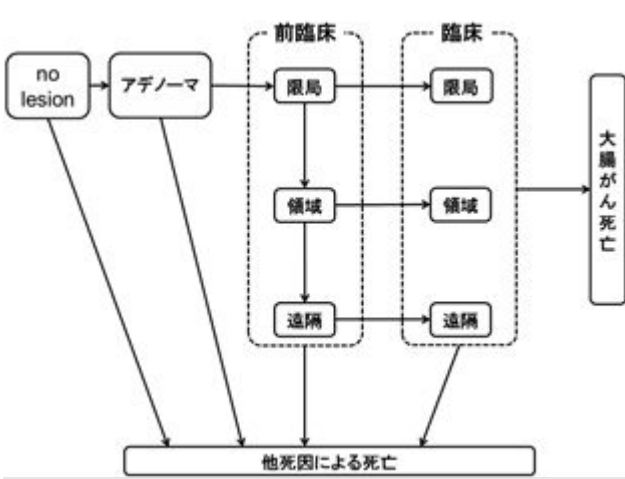 前臨床
臨床
no
lesion
アデノーマ
限局
限局
領域
領域
遠隔
遠隔
大腸がん死亡
他死因による死亡